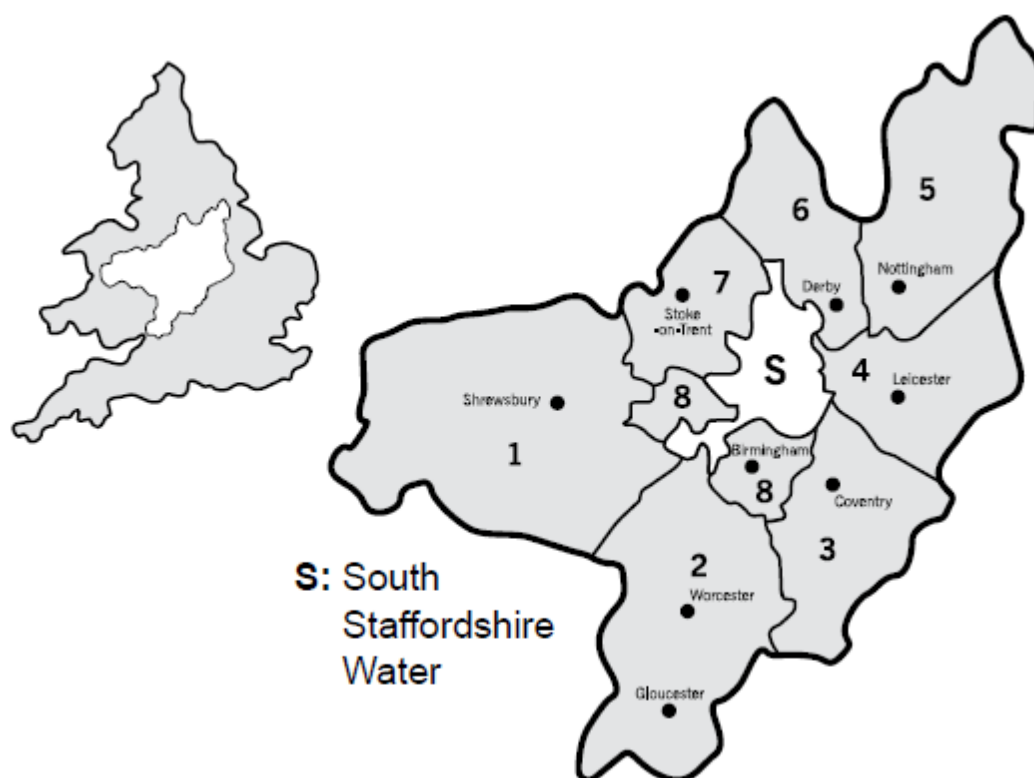 5
6
Nottingham
7
Derby
Stoke
-on-Trent
S
4
Leicester
Shrewsbury
8
1
Birmingham
8
Coventry
3
2
S: South
Staffordshire
Water
Worcester
Gloucester